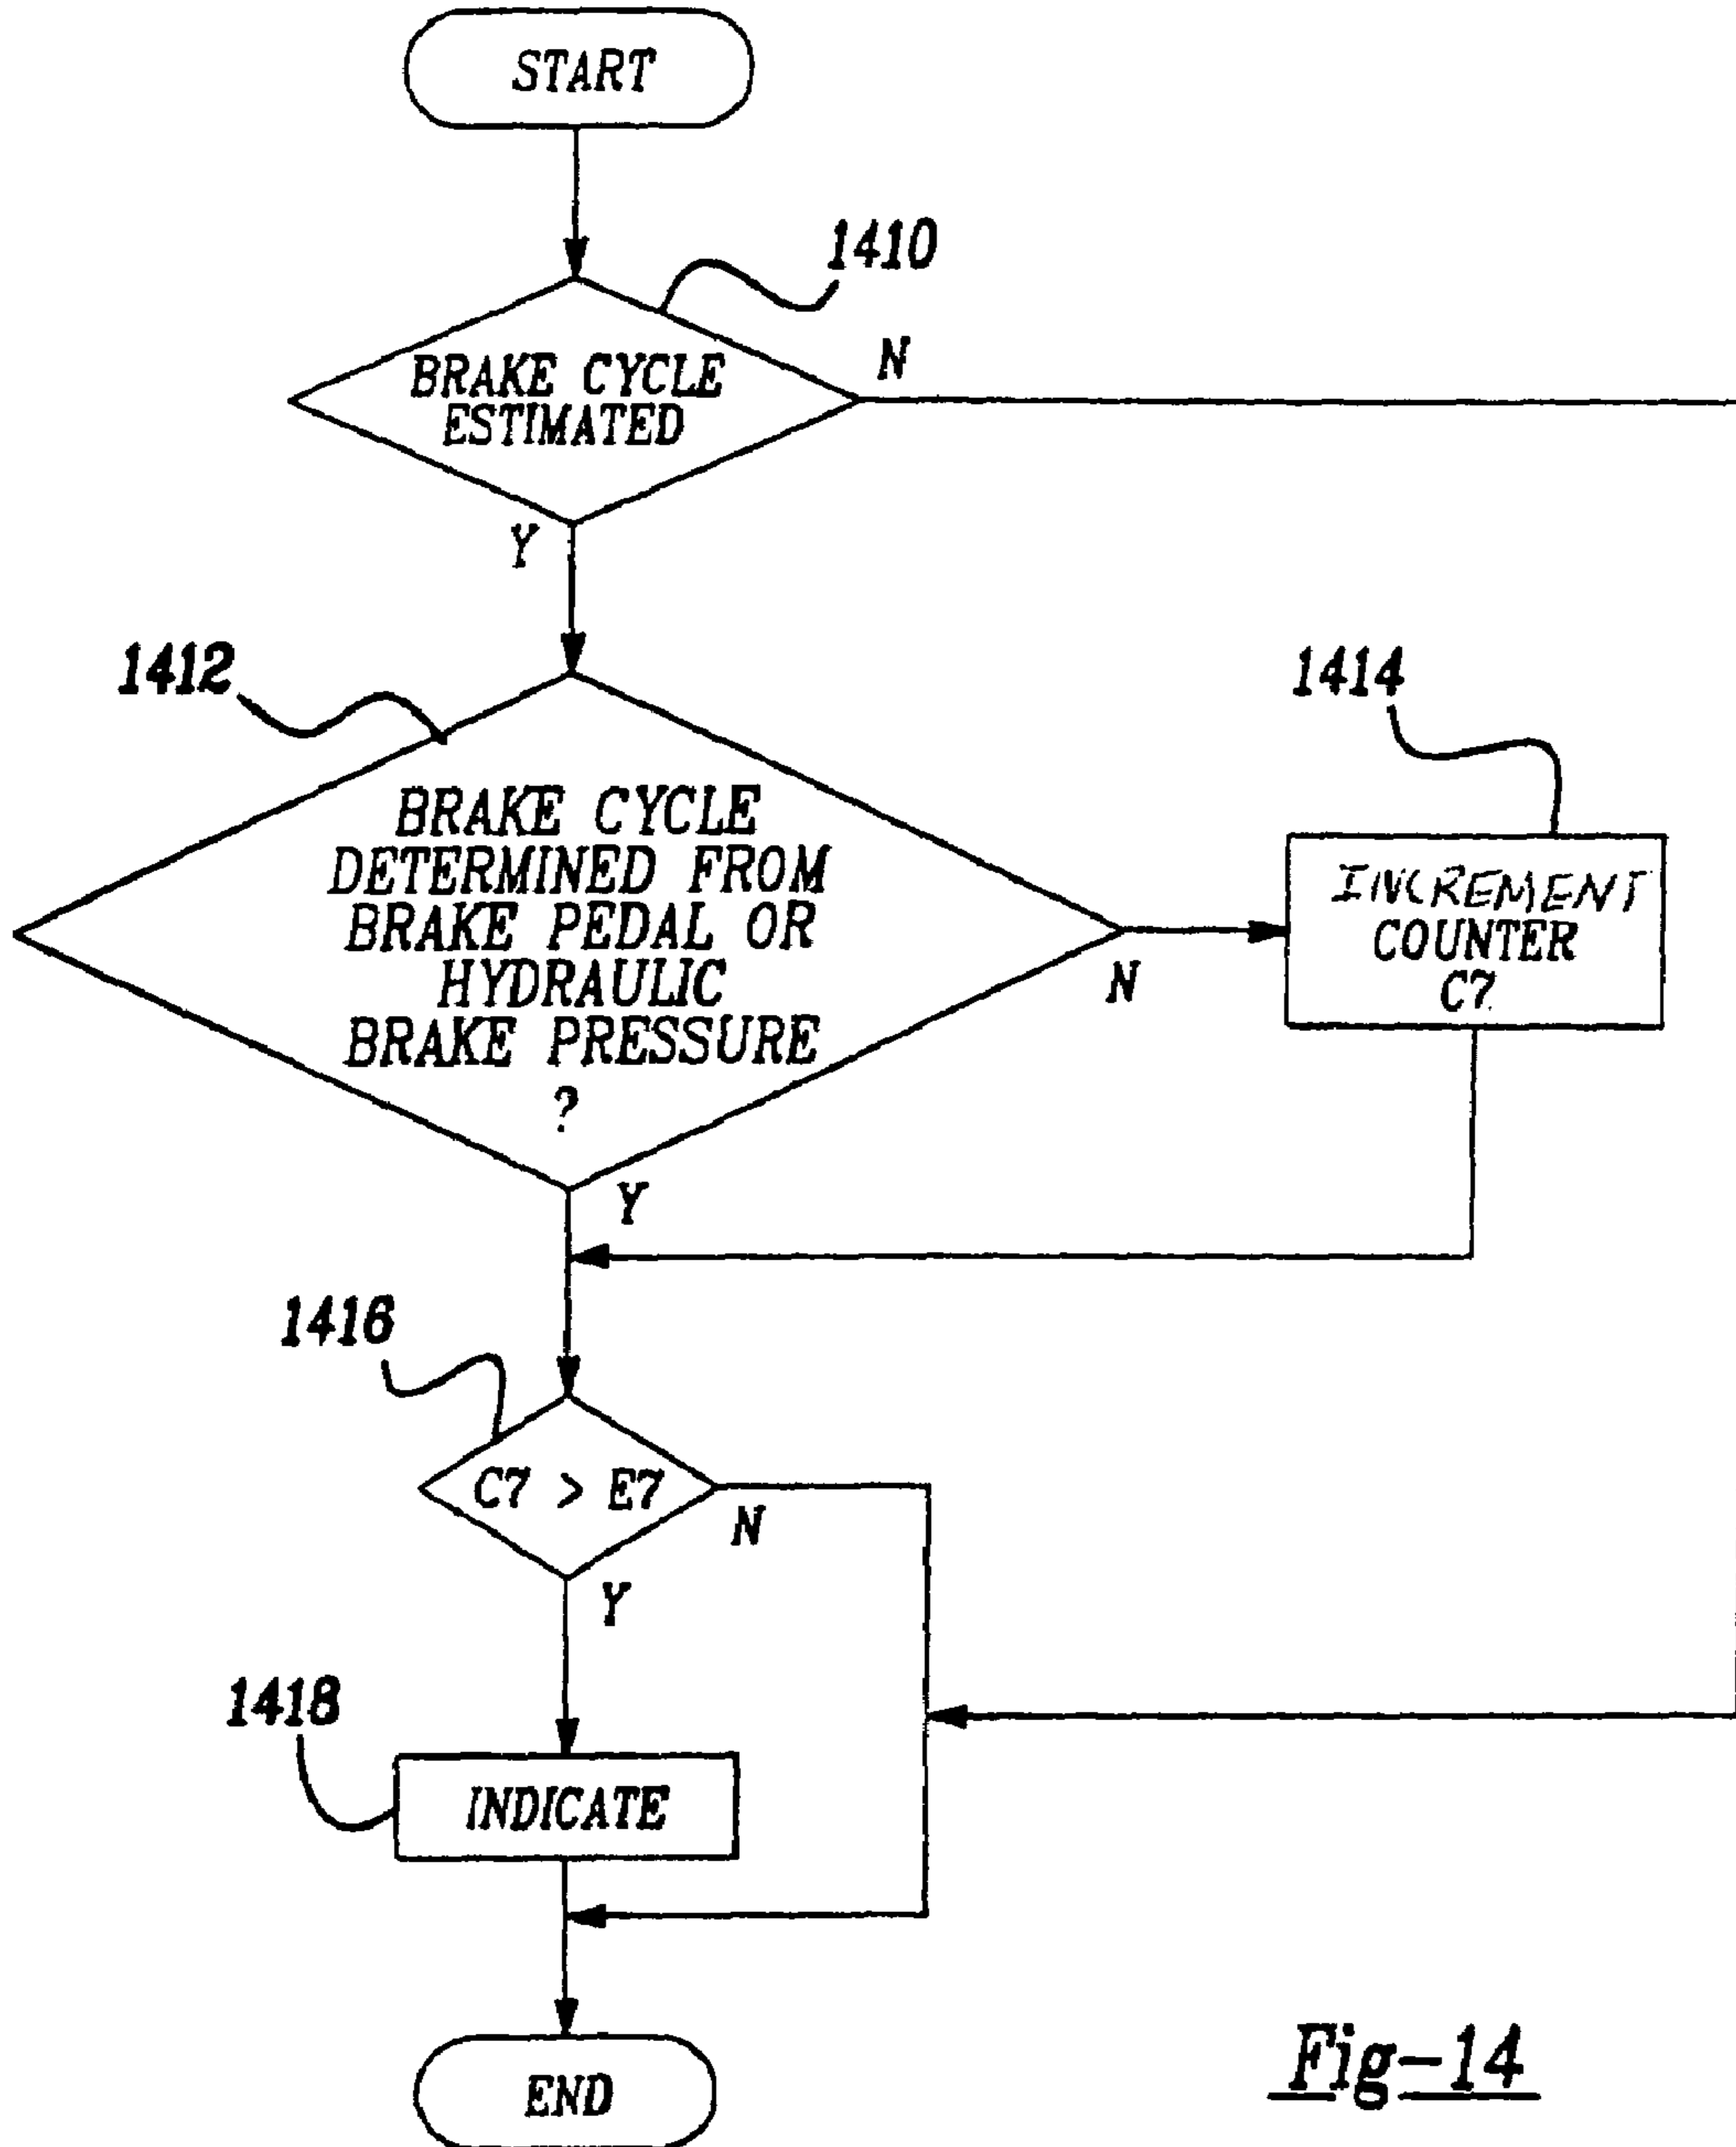 START
1410
BRAKE CYCLE
ESTIMATED
N
Y
1412
BRAKE CYCLE
DETERMINED FROM
BRAKE PEDAL OR
HYDRAULIC
BRAKE PRESSURE
?
N
Y
1414
INCREMENT
COUNTER
C7
1416
C7 > E7
N
Y
1418
INDICATE
END
Fig-14